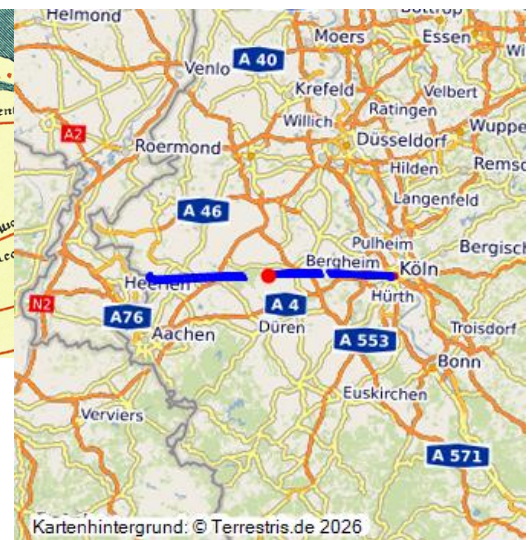 Helmond
Bottrop
Moers
Essen
A 40
Venlo
Krefeld
Velbert
Willich
Ratingen
A2
Roermond
Düsseldorf
Hilden
Langenfeld
A 46
Pulheim
Bergheim
Heerlen
Köln
N2
A 4
Hürth
A76
Düren
Aachen
A 553
Troisdorf
Bonn
Euskirchen
Verviers
A 571
Kartenhintergrund: © Terrestris.de 2026